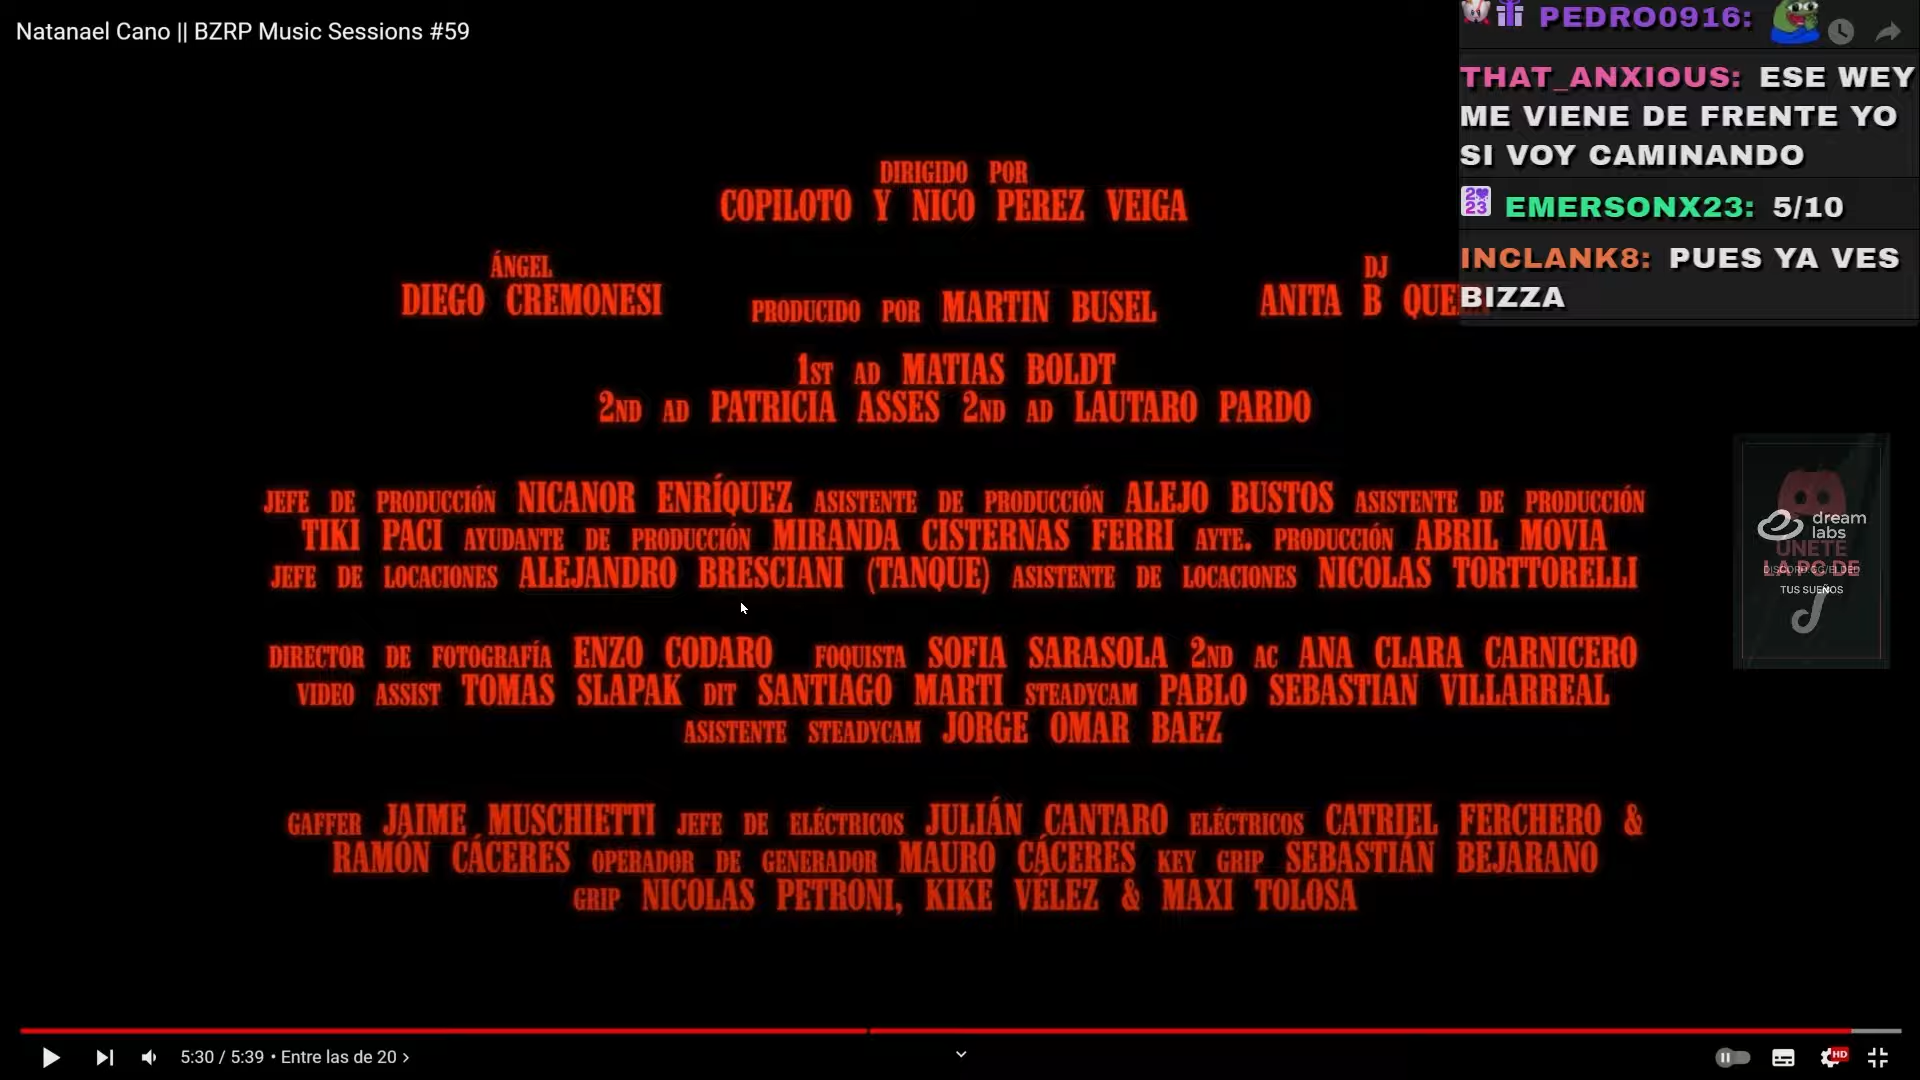 Natanael Cano || BZRP Music Sessions #59
PEDRO0916:
THAT_ANXIOUS: ESE WEY
ME VIENE DE FRENTE YO
SI VOY CAMINANDO
EMERSONX23: 5/10
INCLANK8: PUES YA VES
BIZZA
DIRIGIDO POR
COPILOTO Y NICO PEREZ VEIGA
ÁNGEL
DIEGO CREMONESI
PRODUCIDO POR MARTIN BUSEL
DJ
ANITA B
1ST AD MATIAS BOLDT
2ND AD PATRICIA ASSES 2ND AD LAUTARO PARDO
JEFE DE PRODUCCIÓN NICANOR ENRÍQUEZ ASISTENTE DE PRODUCCIÓN ALEJO BUSTOS ASISTENTE DE PRODUCCIÓN
TIKI PACI AYUDANTE DE PRODUCCIÓN MIRANDA CISTERNAS FERRI AYTE. PRODUCCIÓN ABRIL MOVIA
JEFE DE LOCACIONES ALEJANDRO BRESCIANI (TANQUE) ASISTENTE DE LOCACIONES NICOLAS TORTTORELLI
DIRECTOR DE FOTOGRAFÍA ENZO CODARO FOQUISTA SOFIA SARASOLA 2ND AC ANA CLARA CARNICERO
VIDEO ASSIST TOMAS SLAPAK DIT SANTIAGO MARTI STEADYCAM PABLO SEBASTIAN VILLARREAL
ASISTENTE STEADYCAM JORGE OMAR BAEZ
GAFFER JAIME MUSCHIETTI JEFE DE ELÉCTRICOS JULIÁN CANTARO ELÉCTRICOS CATRIEL FERCHERO &
RAMÓN CÁCERES OPERADOR DE GENERADOR MAURO CÁCERES KEY GRIP SEBASTIÁN BEJARANO
GRIP NICOLAS PETRONI, KIKE VÉLEZ & MAXI TOLOSA
dream
labs
UNETE
LA PC DE
TUS SUEÑOS
5:30 / 5:39 • Entre las de 20 ›
HD